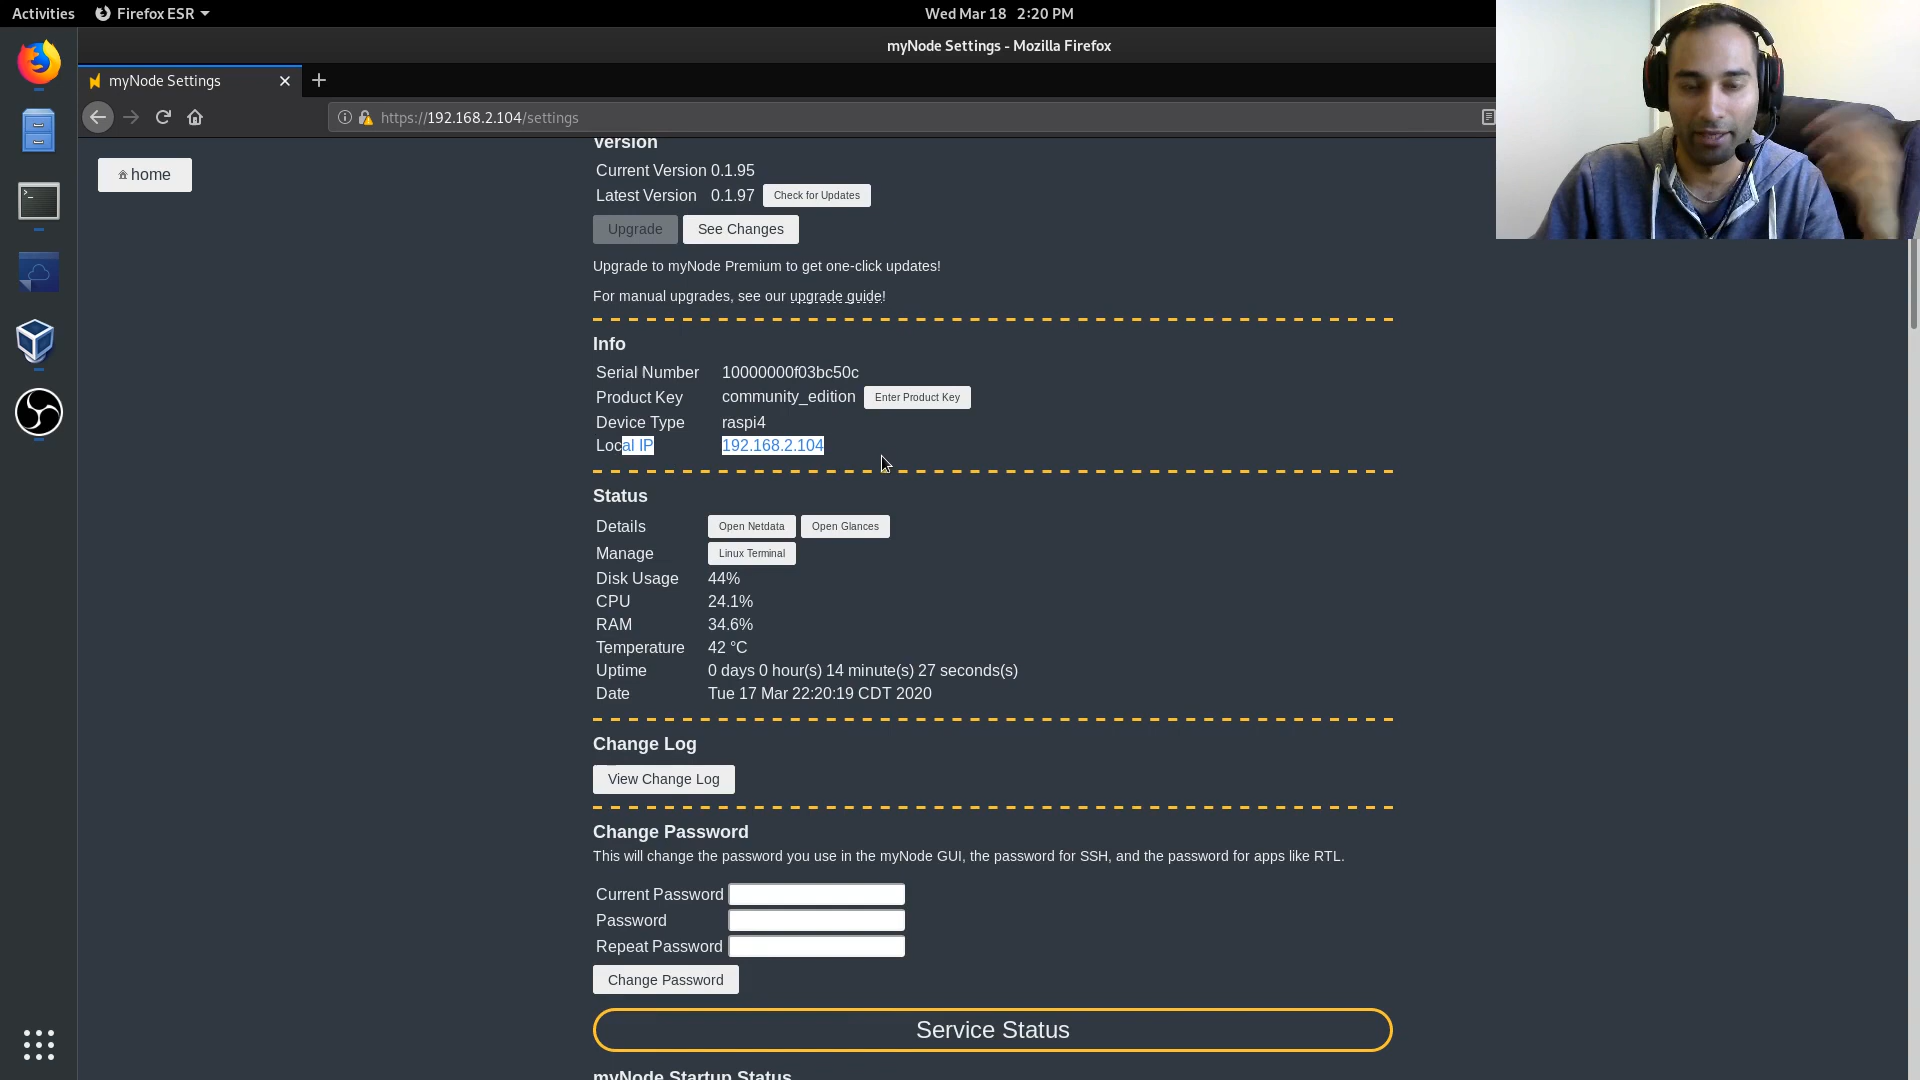 Activities Firefox ESR Wed Mar 18 2:20 PM
myNode Settings - Mozilla Firefox
myNode Settings
https://192.168.2.104/settings
home
Version
Current Version 0.1.95
Latest Version 0.1.97 Check for Updates
Upgrade See Changes
Upgrade to myNode Premium to get one-click updates!
For manual upgrades, see our upgrade guide!
Info
Serial Number 10000000f03bc50c
Product Key community_edition Enter Product Key
Device Type raspi4
Local IP 192.168.2.104
Status
Details Open Netdata Open Glances
Manage Linux Terminal
Disk Usage 44%
CPU 24.1%
RAM 34.6%
Temperature 42 °C
Uptime 0 days 0 hour(s) 14 minute(s) 27 seconds(s)
Date Tue 17 Mar 22:20:19 CDT 2020
Change Log
View Change Log
Change Password
This will change the password you use in the myNode GUI, the password for SSH, and the password for apps like RTL.
Current Password
Password
Repeat Password
Change Password
Service Status
myNode Startup Status